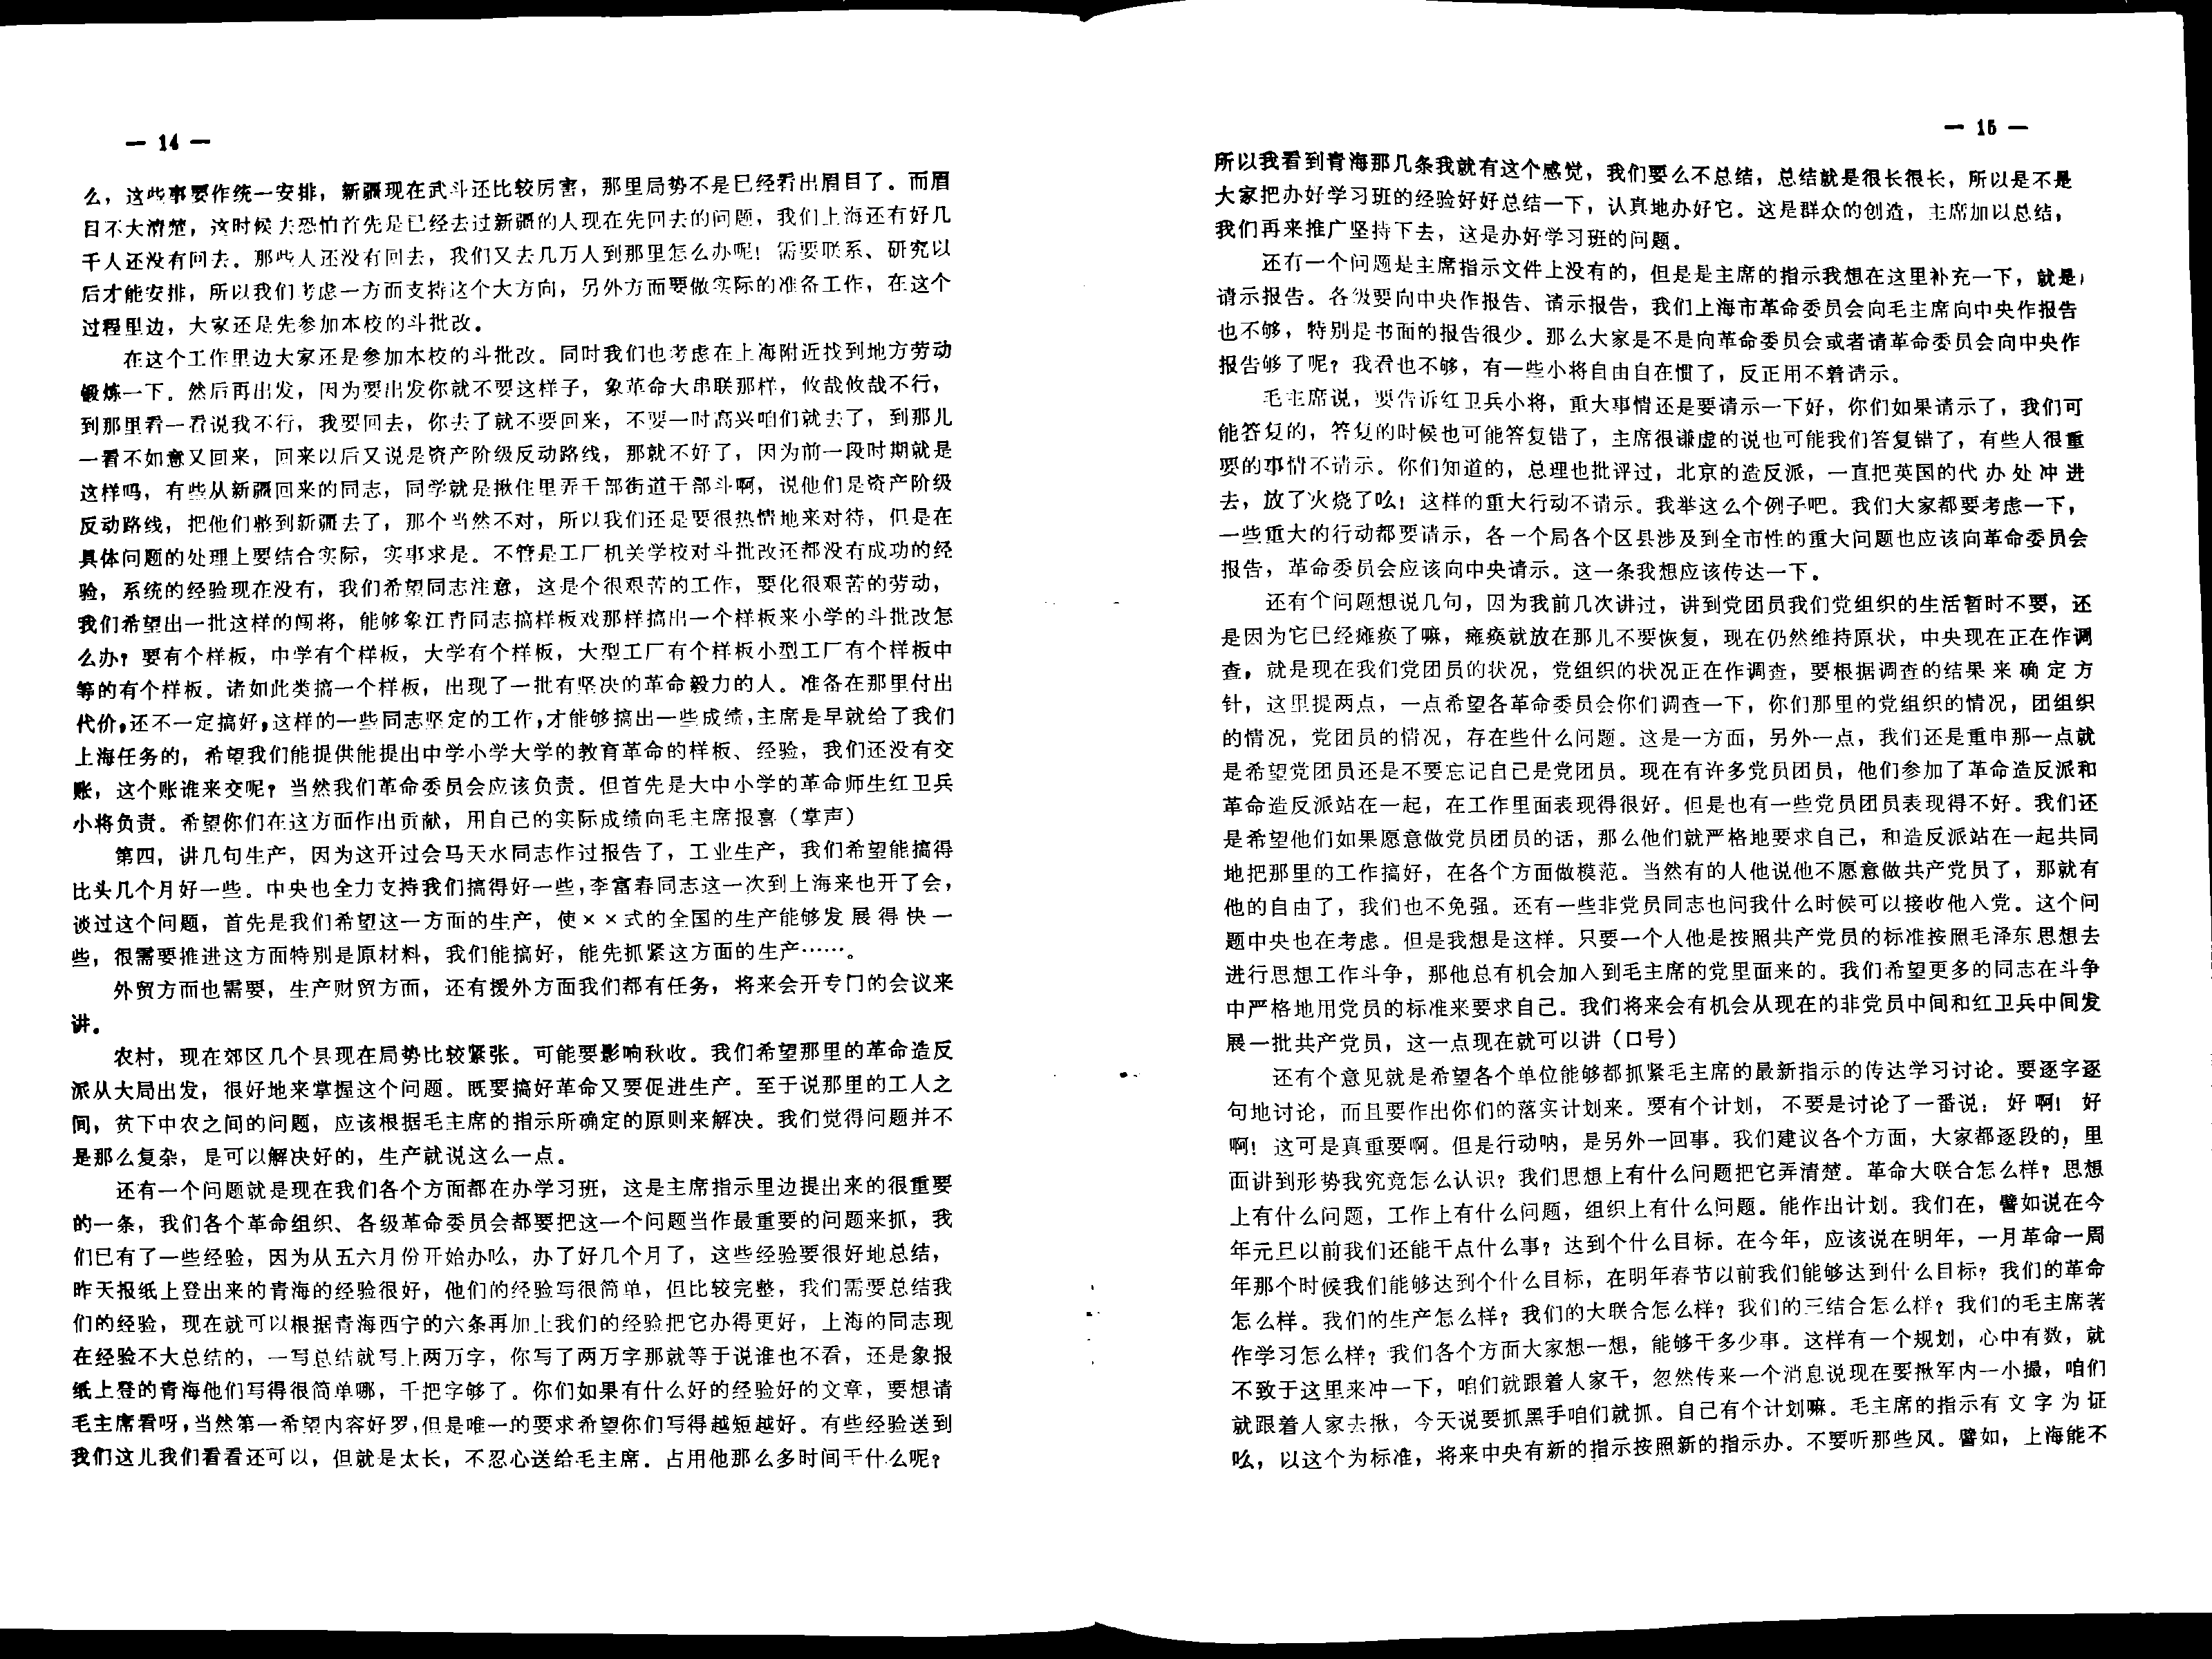 — 14 —
么，这些事要作统一安排，新疆现在武斗还比较厉害，那里局势不是已经看出眉目了。而眉
目不大清楚，这时候去恐怕首先是已经去过新疆的人现在先回去的问题，我们上海还有好几
千人还没有回去。那些人还没有回去，我们又去几万人到那里怎么办呢！需要联系、研究以
后才能安排，所以我们考虑一方面支持这个大方向，另外方面要做实际的准备工作，在这个
过程里边，大家还是先参加本校的斗批改。
在这个工作里边大家还是参加本校的斗批改。同时我们也考虑在上海附近找到地方劳动
锻炼一下。然后再出发，因为要出发你就不要这样子，象革命大串联那样，攸哉攸哉不行，
到那里看一看说我不行，我要回去，你去了就不要回来，不要一时高兴咱们就去了，到那儿
一看不如意又回来，回来以后又说是资产阶级反动路线，那就不好了，因为前一段时期就是
这样吗，有些从新疆回来的同志，同学就是揪住里弄干部街道干部斗啊，说他们是资产阶级
反动路线，把他们整到新疆去了，那个当然不对，所以我们还是要很热情地来对待，但是在
具体问题的处理上要结合实际，实事求是。不管是工厂机关学校对斗批改还都没有成功的经
验，系统的经验现在没有，我们希望同志注意，这是个很艰苦的工作，要化很艰苦的劳动，
我们希望出一批这样的闯将，能够象江青同志搞样板戏那样搞出一个样板来小学的斗批改怎
么办？要有个样板，中学有个样板，大学有个样板，大型工厂有个样板小型工厂有个样板中
等的有个样板。诸如此类搞一个样板，出现了一批有坚决的革命毅力的人。准备在那里付出
代价，还不一定搞好，这样的一些同志坚定的工作，才能够搞出一些成绩，主席是早就给了我们
上海任务的，希望我们能提供能提出中学小学大学的教育革命的样板、经验，我们还没有交
账，这个账谁来交呢？当然我们革命委员会应该负责。但首先是大中小学的革命师生红卫兵
小将负责。希望你们在这方面作出贡献，用自己的实际成绩向毛主席报喜（掌声）
第四，讲几句生产，因为这开过会马天水同志作过报告了，工业生产，我们希望能搞得
比头几个月好一些。中央也全力支持我们搞得好一些，李富春同志这一次到上海来也开了会，
谈过这个问题，首先是我们希望这一方面的生产，使××式的全国的生产能够发展得快一
些，很需要推进这方面特别是原材料，我们能搞好，能先抓紧这方面的生产……。
外贸方面也需要，生产财贸方面，还有援外方面我们都有任务，将来会开专门的会议来
讲。
农村，现在郊区几个县现在局势比较紧张。可能要影响秋收。我们希望那里的革命造反
派从大局出发，很好地来掌握这个问题。既要搞好革命又要促进生产。至于说那里的工人之
间，贫下中农之间的问题，应该根据毛主席的指示所确定的原则来解决。我们觉得问题并不
是那么复杂，是可以解决好的，生产就说这么一点。
还有一个问题就是现在我们各个方面都在办学习班，这是主席指示里边提出来的很重要
的一条，我们各个革命组织、各级革命委员会都要把这一个问题当作最重要的问题来抓，我
们已有了一些经验，因为从五六月份开始办么，办了好几个月了，这些经验要很好地总结，
昨天报纸上登出来的青海的经验很好，他们的经验写很简单，但比较完整，我们需要总结我
们的经验，现在就可以根据青海西宁的六条再加上我们的经验把它办得更好，上海的同志现
在经验不大总结的，一写总结就写上两万字，你写了两万字那就等于说谁也不看，还是象报
纸上登的青海他们写得很简单哪，千把字够了。你们如果有什么好的经验好的文章，要想请
毛主席看呀，当然第一希望内容好罗，但是唯一的要求希望你们写得越短越好。有些经验送到
我们这儿我们看看还可以，但就是太长，不忍心送给毛主席．占用他那么多时间干什么呢？
— 15 —
所以我看到青海那几条我就有这个感觉，我们要么不总结，总结就是很长很长，所以是不是
大家把办好学习班的经验好好总结一下，认真地办好它。这是群众的创造，主席加以总结，
我们再来推广坚持下去，这是办好学习班的问题。
还有一个问题是主席指示文件上没有的，但是是主席的指示我想在这里补充一下，就是
请示报告。各级要向中央作报告、请示报告，我们上海市革命委员会向毛主席向中央作报告
也不够，特别是书面的报告很少。那么大家是不是向革命委员会或者请革命委员会向中央作
报告够了呢？我看也不够，有一些小将自由自在惯了，反正用不着请示。
毛主席说，要告诉红卫兵小将，重大事情还是要请示一下好，你们如果请示了，我们可
能答复的，答复的时候也可能答复错了，主席很谦虚的说也可能我们答复错了，有些人很重
要的事情不请示。你们知道的，总理也批评过，北京的造反派，一直把英国的代办处冲进
去，放了火烧了么！这样的重大行动不请示。我举这么个例子吧。我们大家都要考虑一下，
一些重大的行动都要请示，各一个局各个区县涉及到全市性的重大问题也应该向革命委员会
报告，革命委员会应该向中央请示。这一条我想应该传达一下。
还有个问题想说几句，因为我前几次讲过，讲到党团员我们党组织的生活暂时不要，还
是因为它已经瘫痪了嘛，瘫痪就放在那儿不要恢复，现在仍然维持原状，中央现在正在作调
查，就是现在我们党团员的状况，党组织的状况正在作调查，要根据调查的结果来确定方
针，这里提两点，一点希望各革命委员会你们调查一下，你们那里的党组织的情况，团组织
的情况，党团员的情况，存在些什么问题。这是一方面，另外一点，我们还是重申那一点就
是希望党团员还是不要忘记自己是党团员。现在有许多党员团员，他们参加了革命造反派和
革命造反派站在一起，在工作里面表现得很好。但是也有一些党员团员表现得不好。我们还
是希望他们如果愿意做党员团员的话，那么他们就严格地要求自己，和造反派站在一起共同
地把那里的工作搞好，在各个方面做模范。当然有的人他说他不愿意做共产党员了，那就有
他的自由了，我们也不免强。还有一些非党员同志也问我什么时候可以接收他入党。这个问
题中央也在考虑。但是我想是这样。只要一个人他是按照共产党员的标准按照毛泽东思想去
进行思想工作斗争，那他总有机会加入到毛主席的党里面来的。我们希望更多的同志在斗争
中严格地用党员的标准来要求自己。我们将来会有机会从现在的非党员中间和红卫兵中间发
展一批共产党员，这一点现在就可以讲（口号）
还有个意见就是希望各个单位能够都抓紧毛主席的最新指示的传达学习讨论。要逐字逐
句地讨论，而且要作出你们的落实计划来。要有个计划，不要是讨论了一番说：好啊！好
啊！这可是真重要啊。但是行动呐，是另外一回事。我们建议各个方面，大家都逐段的，里
面讲到形势我究竟怎么认识？我们思想上有什么问题把它弄清楚。革命大联合怎么样？思想
上有什么问题，工作上有什么问题，组织上有什么问题。能作出计划。我们在，譬如说在今
年元旦以前我们还能干点什么事？达到个什么目标。在今年，应该说在明年，一月革命一周
年那个时候我们能够达到个什么目标，在明年春节以前我们能够达到什么目标？我们的革命
怎么样。我们的生产怎么样？我们的大联合怎么样？我们的三结合怎么样？我们的毛主席著
作学习怎么样？我们各个方面大家想一想，能够干多少事。这样有一个规划，心中有数，就
不致于这里来冲一下，咱们就跟着人家干，忽然传来一个消息说现在要揪军内一小撮，咱们
就跟着人家去揪，今天说要抓黑手咱们就抓。自己有个计划嘛。毛主席的指示有文字为证
么，以这个为标准，将来中央有新的指示按照新的指示办。不要听那些风。譬如，上海能不